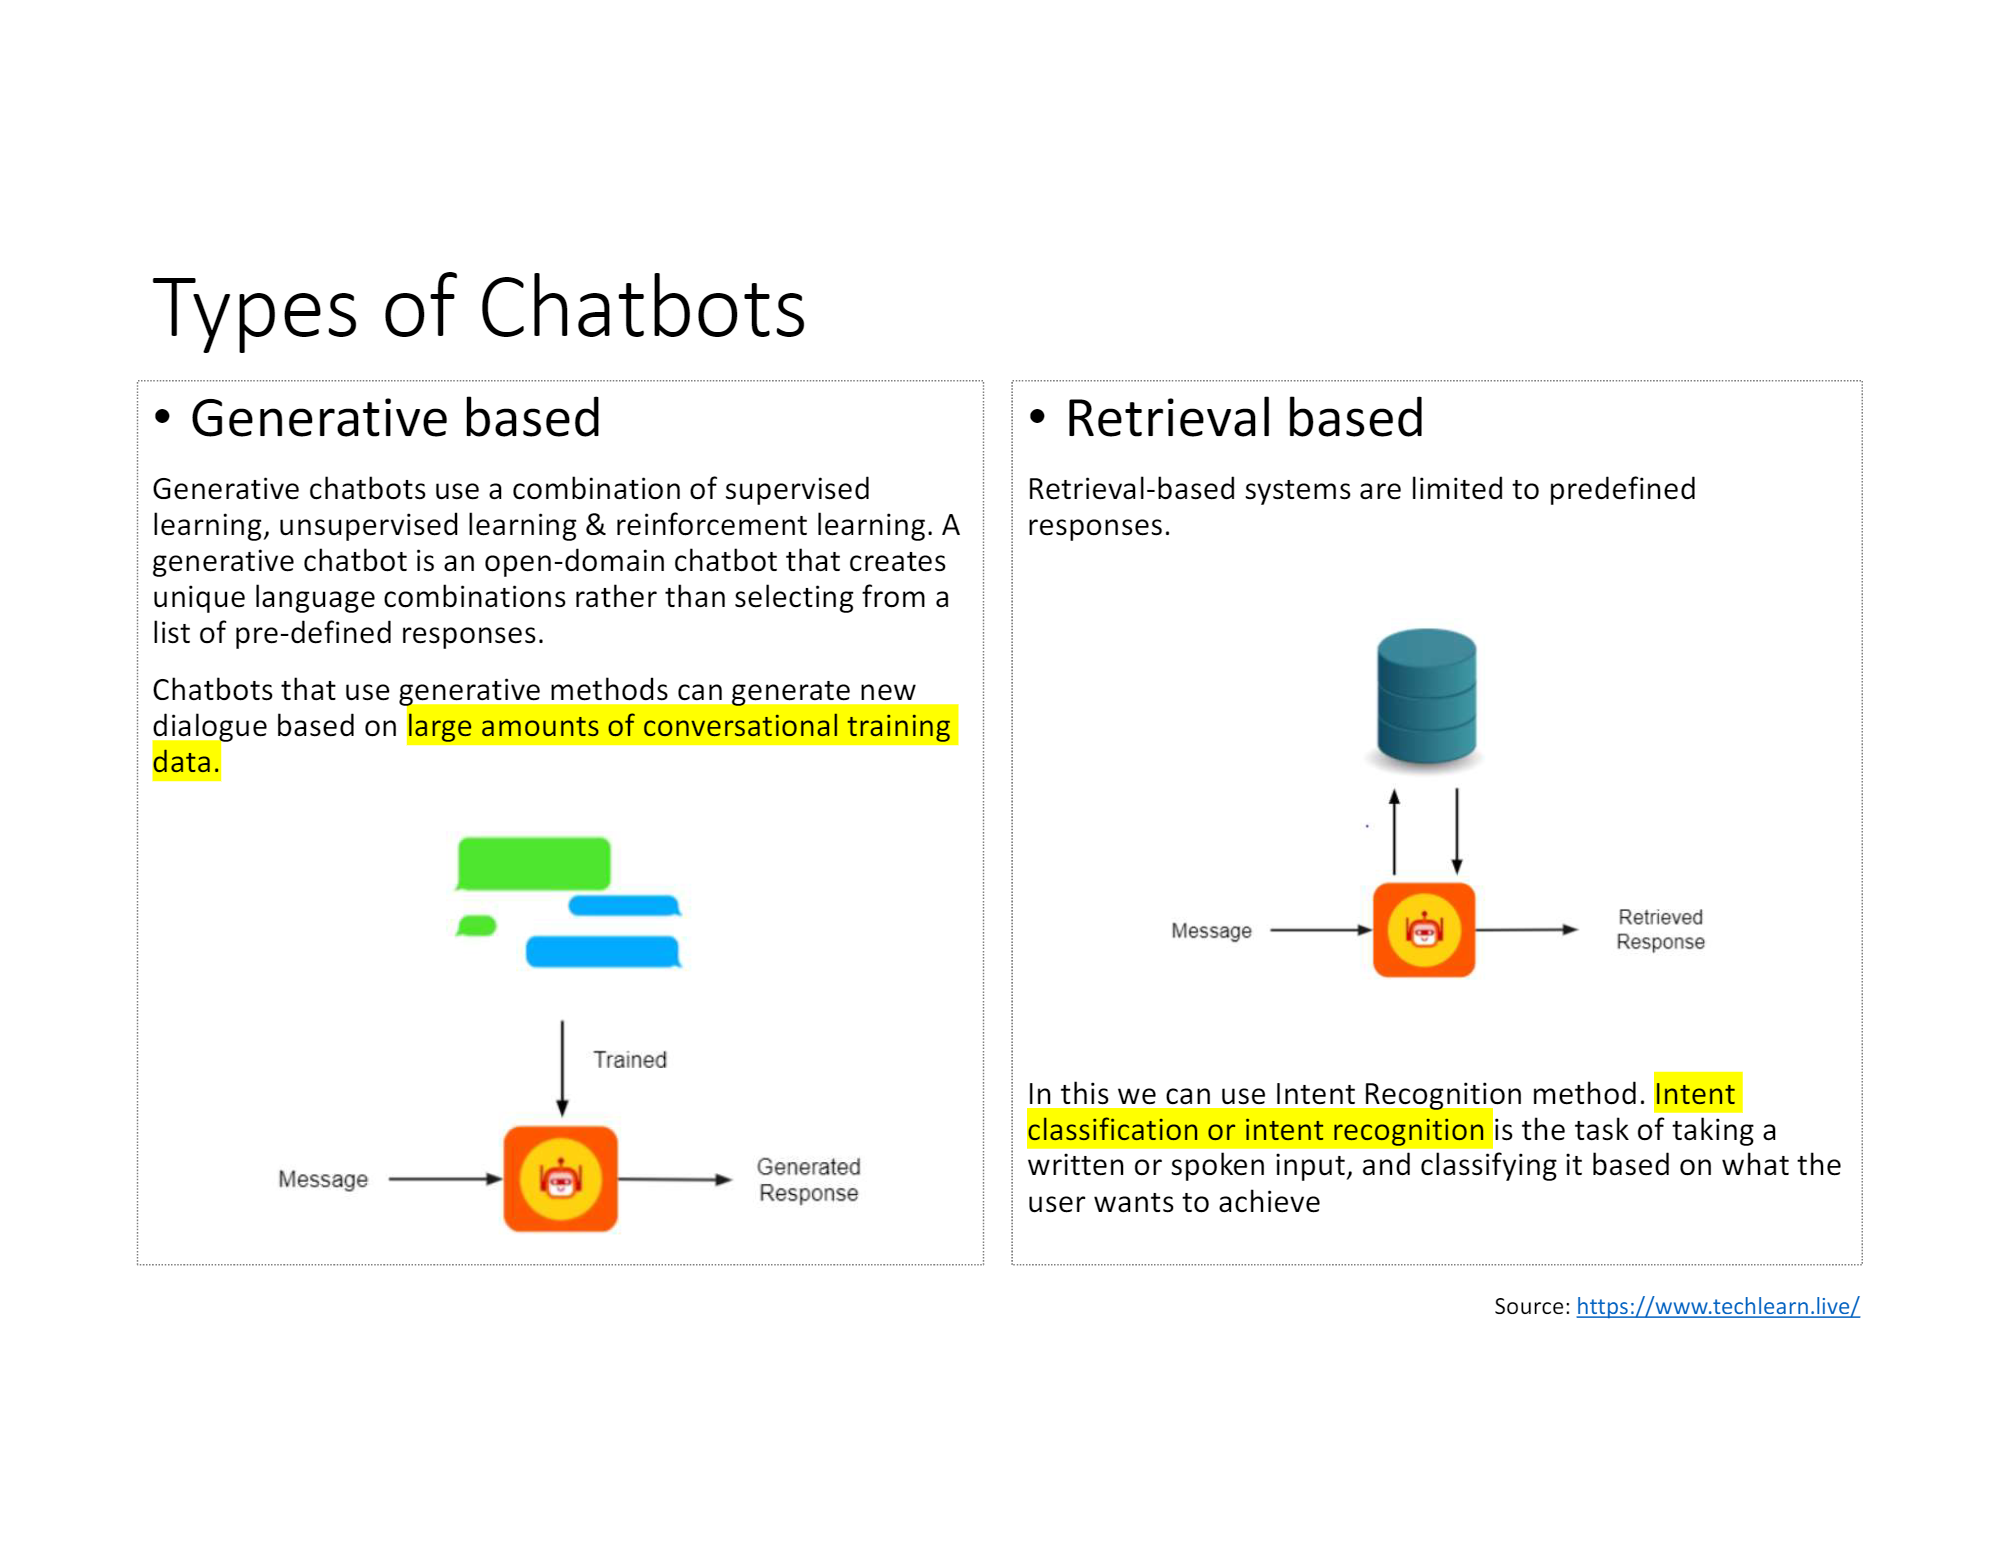 Types of Chatbots
• Generative based
Generative chatbots use a combination of supervised
learning, unsupervised learning & reinforcement learning. A
generative chatbot is an open-domain chatbot that creates
unique language combinations rather than selecting from a
list of pre-defined responses.
Chatbots that use generative methods can generate new
dialogue based on large amounts of conversational training
data.
Trained
Message
Generated
Response
• Retrieval based
Retrieval-based systems are limited to predefined
responses.
Message
Retrieved
Response
In this we can use Intent Recognition method. Intent
classification or intent recognition is the task of taking a
written or spoken input, and classifying it based on what the
user wants to achieve
Source: https://www.techlearn.live/